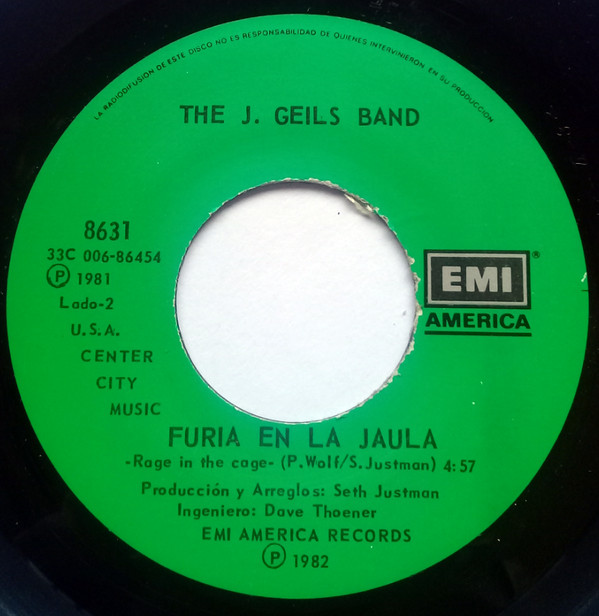 LA RADIODIFUSION DE ESTE DISCO NO ES RESPONSABILIDAD DE QUIENES INTERVINIERON EN SU PRODUCCION
THE J. GEILS BAND
8631
33C 006-86454
Ⓟ 1981
Lado-2
U.S.A.
CENTER
CITY
MUSIC
EMI®
AMERICA
FURIA EN LA JAULA
-Rage in the cage- (P.Wolf/S.Justman) 4:57
Producción y Arreglos: Seth Justman
Ingeniero: Dave Thoener
EMI AMERICA RECORDS
Ⓟ 1982